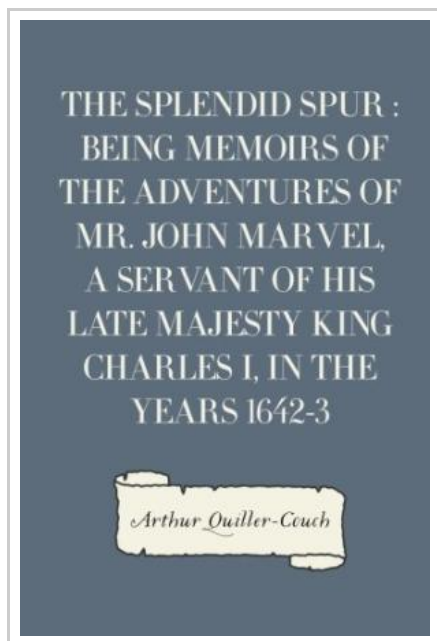 THE SPLENDID SPUR :
BEING MEMOIRS OF
THE ADVENTURES OF
MR. JOHN MARVEL,
A SERVANT OF HIS
LATE MAJESTY KING
CHARLES I, IN THE
YEARS 1642-3
Arthur Quiller-Couch